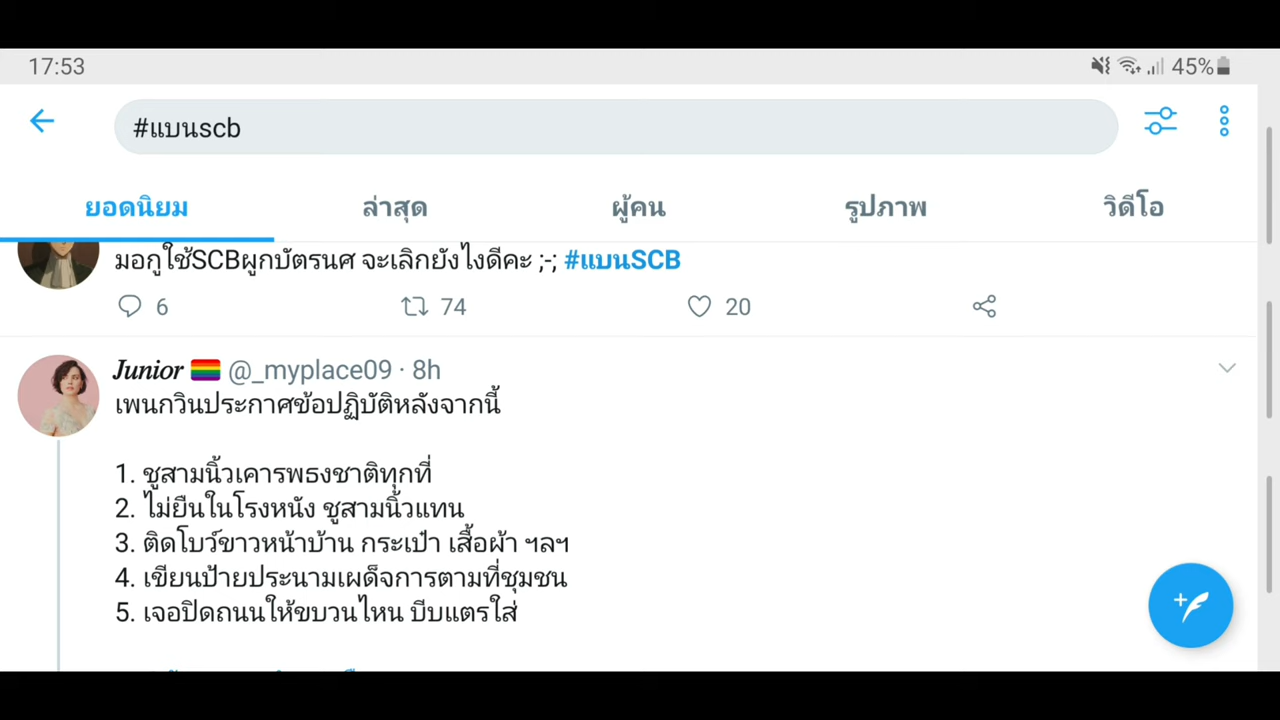 17:53 45%
#แบนscb
ยอดนิยม ล่าสุด ผู้คน รูปภาพ วิดีโอ
มอกูใช้SCBผูกบัตรนศ จะเลิกยังไงดีคะ ;-; #แบนSCB
6 74 20
Junior @_myplace09 · 8h
เพนกวินประกาศข้อปฏิบัติหลังจากนี้
1. ชูสามนิ้วเคารพธงชาติทุกที่
2. ไม่ยืนในโรงหนัง ชูสามนิ้วแทน
3. ติดโบว์ขาวหน้าบ้าน กระเป๋า เสื้อผ้า ฯลฯ
4. เขียนป้ายประนามเผด็จการตามที่ชุมชน
5. เจอปิดถนนให้ขบวนไหน บีบแตรใส่